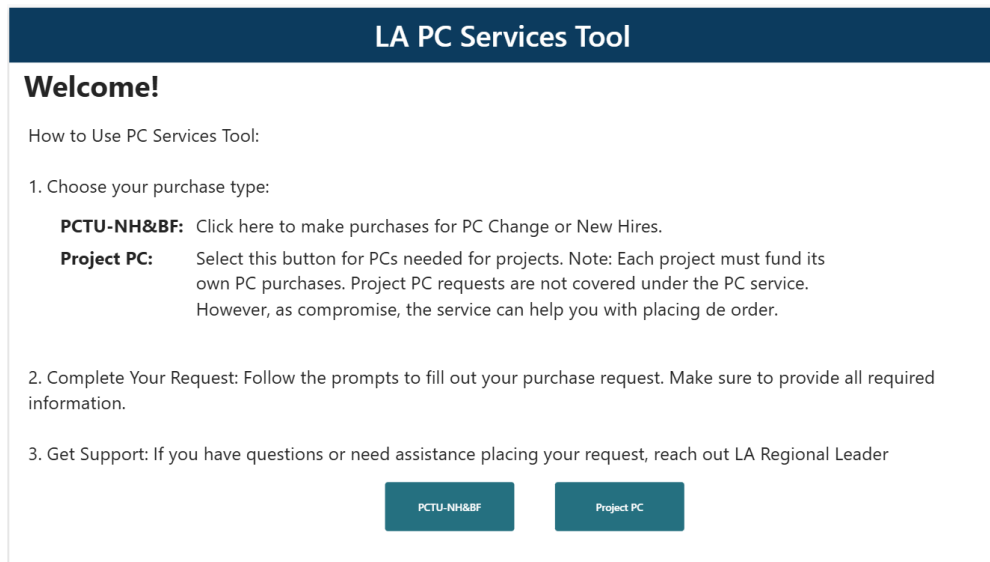 LA PC Services Tool
Welcome!
How to Use PC Services Tool:
1. Choose your purchase type:
PCTU-NH&BF: Click here to make purchases for PC Change or New Hires.
Project PC: Select this button for PCs needed for projects. Note: Each project must fund its
own PC purchases. Project PC requests are not covered under the PC service.
However, as compromise, the service can help you with placing de order.
2. Complete Your Request: Follow the prompts to fill out your purchase request. Make sure to provide all required
information.
3. Get Support: If you have questions or need assistance placing your request, reach out LA Regional Leader
PCTU-NH&BF Project PC